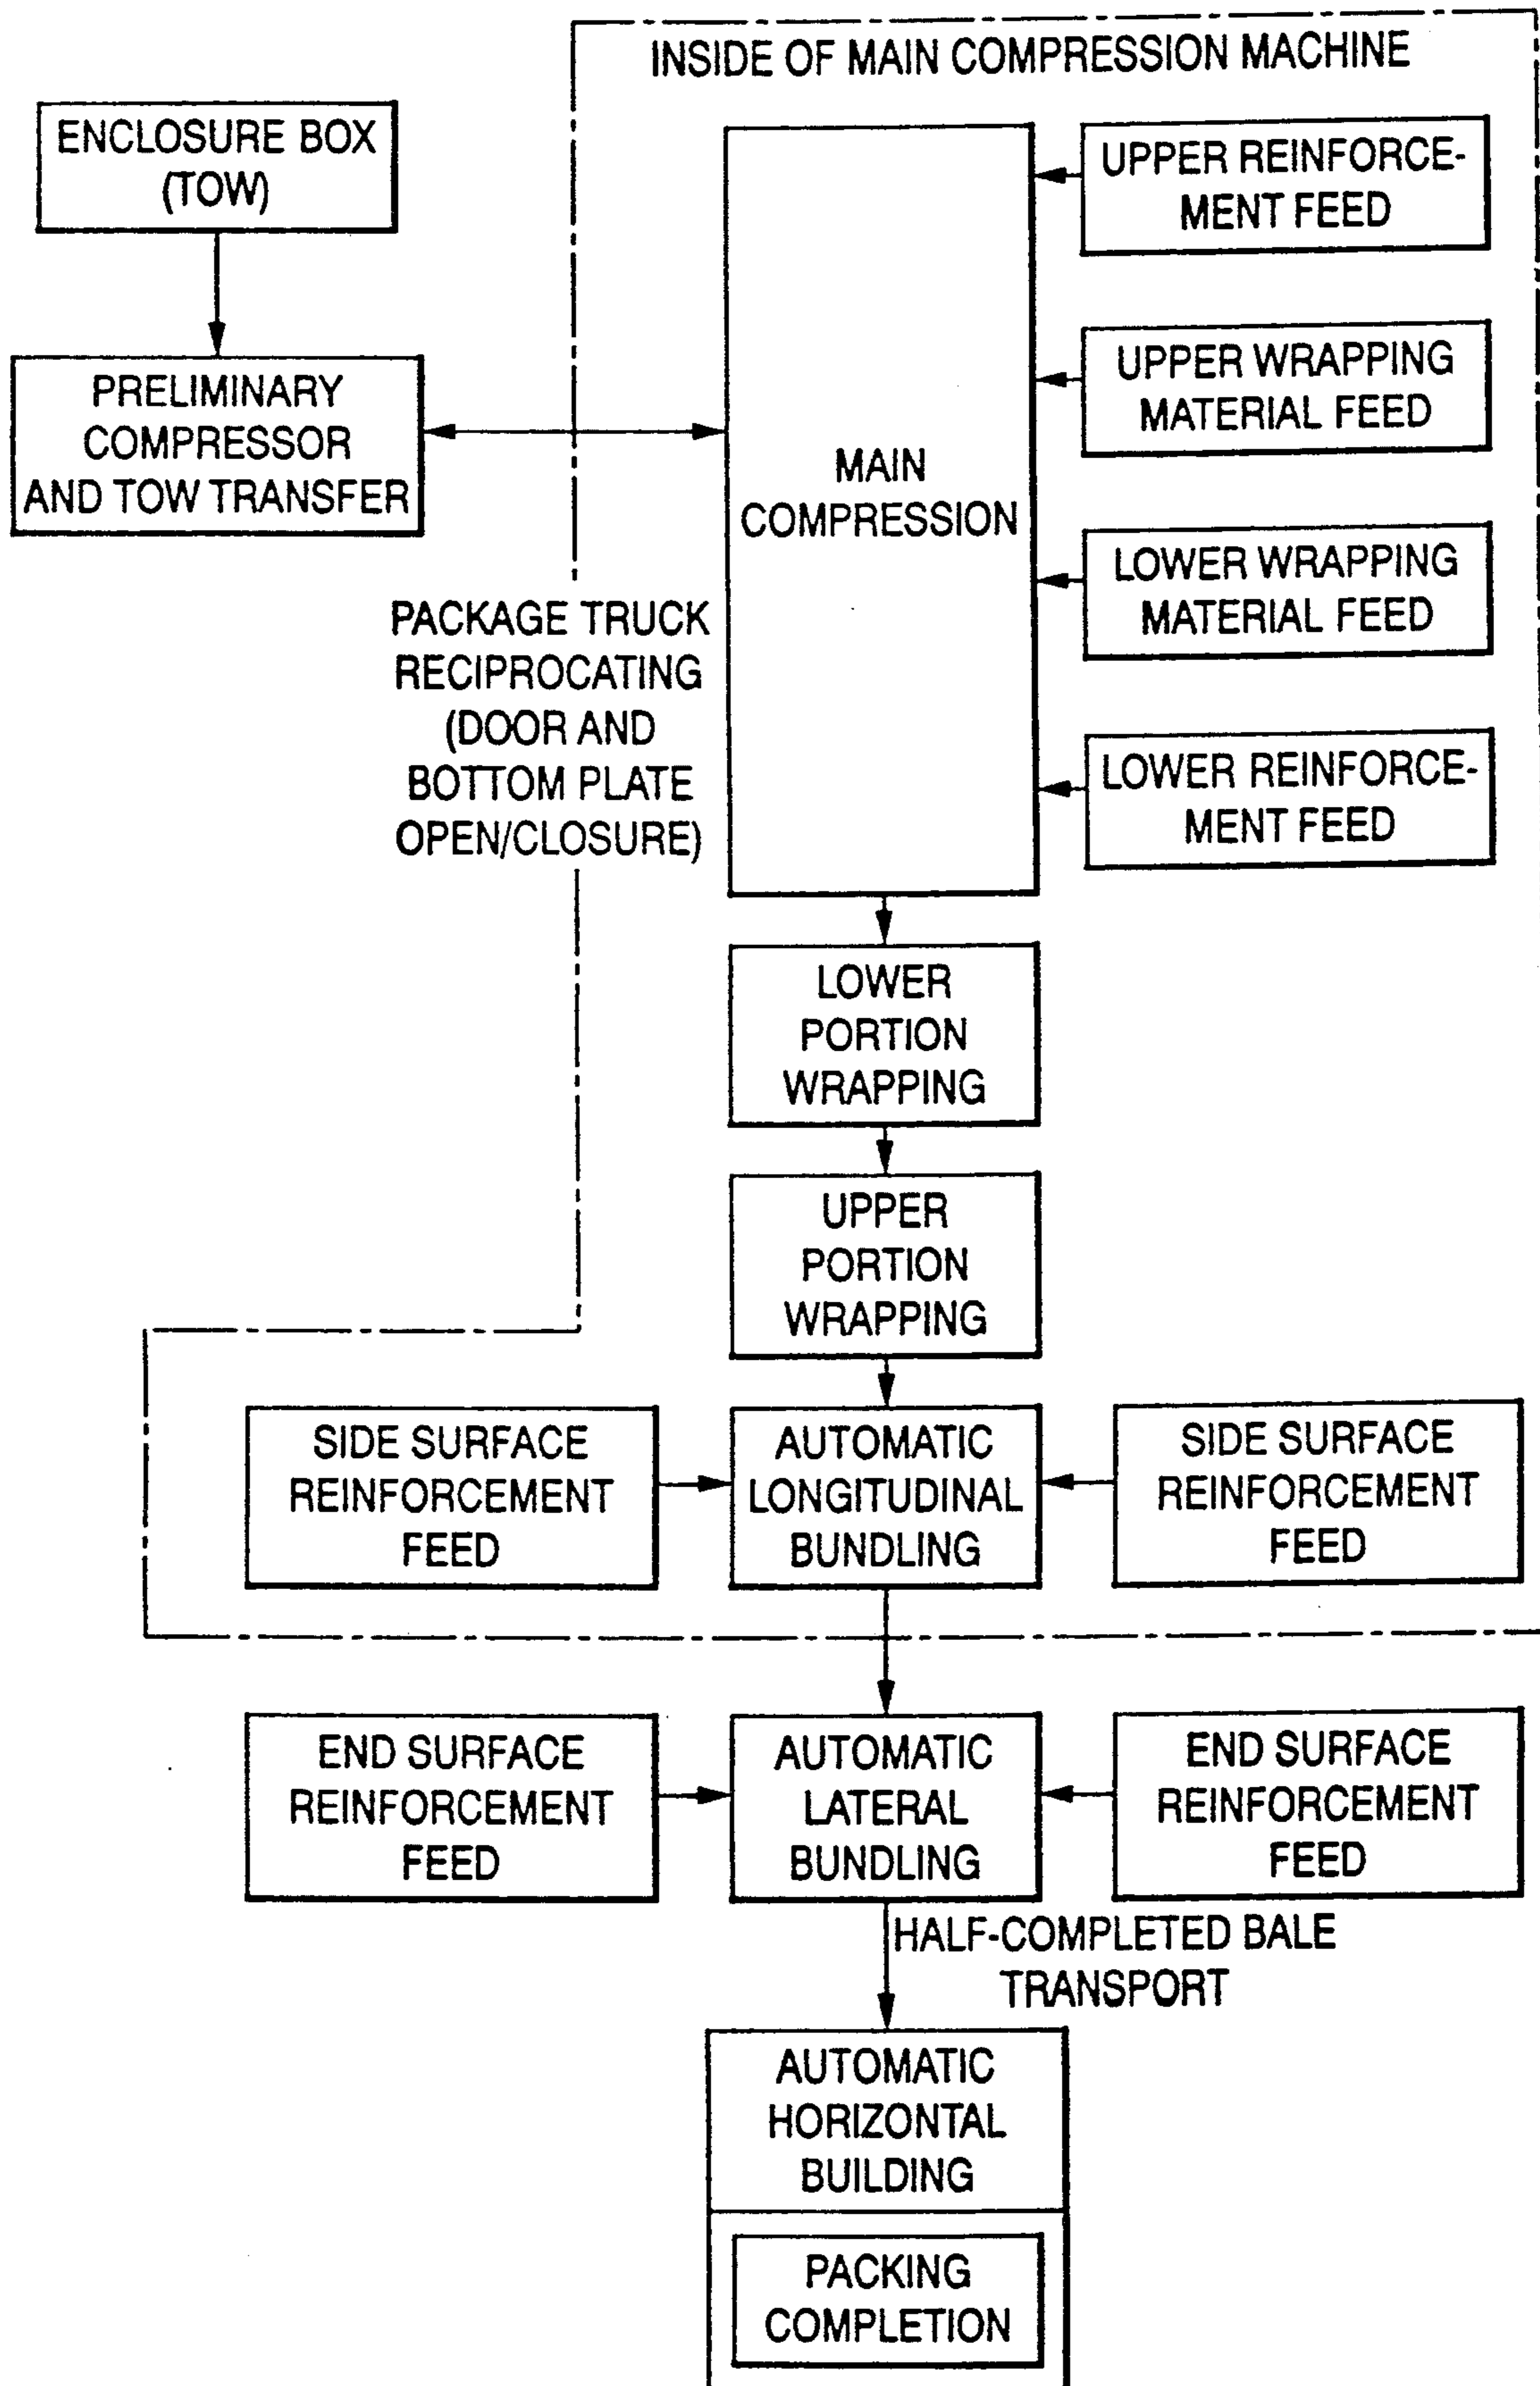 INSIDE OF MAIN COMPRESSION MACHINE
ENCLOSURE BOX
(TOW)
PRELIMINARY
COMPRESSOR
AND TOW TRANSFER
MAIN
COMPRESSION
UPPER REINFORCE-
MENT FEED
UPPER WRAPPING
MATERIAL FEED
LOWER WRAPPING
MATERIAL FEED
LOWER REINFORCE-
MENT FEED
PACKAGE TRUCK
RECIPROCATING
(DOOR AND
BOTTOM PLATE
OPEN/CLOSURE)
LOWER
PORTION
WRAPPING
UPPER
PORTION
WRAPPING
SIDE SURFACE
REINFORCEMENT
FEED
AUTOMATIC
LONGITUDINAL
BUNDLING
SIDE SURFACE
REINFORCEMENT
FEED
END SURFACE
REINFORCEMENT
FEED
AUTOMATIC
LATERAL
BUNDLING
END SURFACE
REINFORCEMENT
FEED
HALF-COMPLETED BALE
TRANSPORT
AUTOMATIC
HORIZONTAL
BUILDING
PACKING
COMPLETION